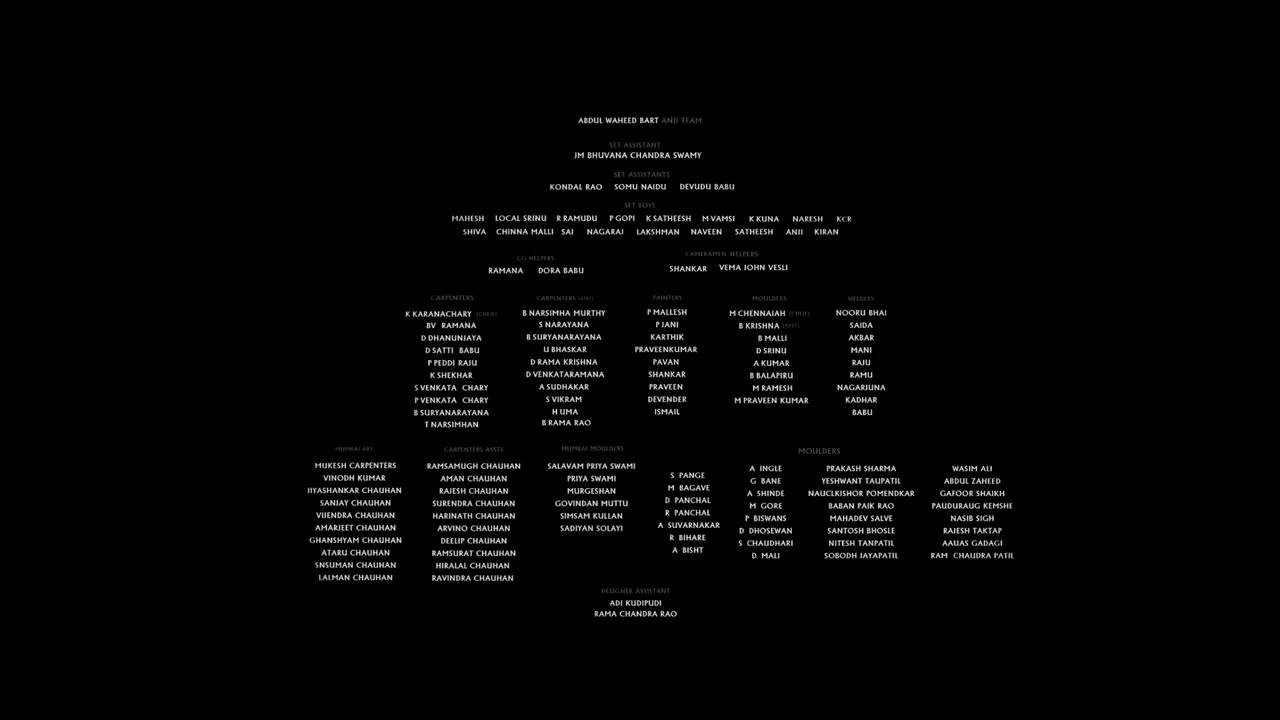 ABDUL WAHEED BART AND TEAM
SET ASSISTANT
JM BHUVANA CHANDRA SWAMY
SET ASSISTANTS
KONDAL RAO SOMU NAIDU DEVUDU BABU
SET BOYS
MAHESH LOCAL SRINU R RAMUDU P GOPI K SATHEESH M VAMSI K KUNA NARESH KCR
SHIVA CHINNA MALLI SAI NAGARAJ LAKSHMAN NAVEEN SATHEESH ANJI KIRAN
CG HELPERS
RAMANA DORA BABU
CAMERAMEN HELPERS
SHANKAR VEMA JOHN VESLI
CARPENTERS
K KARANACHARY (CHEIF)
BV RAMANA
D DHANUNJAYA
D SATTI BABU
P PEDDI RAJU
K SHEKHAR
S VENKATA CHARY
P VENKATA CHARY
B SURYANARAYANA
T NARSIMHAN
CARPENTERS (ASST)
B NARSIMHA MURTHY
S NARAYANA
B SURYANARAYANA
U BHASKAR
D RAMA KRISHNA
D VENKATARAMANA
A SUDHAKAR
S VIKRAM
H UMA
B RAMA RAO
PAINTERS
P MALLESH
P JANI
KARTHIK
PRAVEENKUMAR
PAVAN
SHANKAR
PRAVEEN
DEVENDER
ISMAIL
MOULDERS
M CHENNAIAH (CHEIF)
B KRISHNA (ASST)
B MALLI
D SRINU
A KUMAR
B BALAPIRU
M RAMESH
M PRAVEEN KUMAR
WELDERS
NOORU BHAI
SAIDA
AKBAR
MANI
RAJU
RAMU
NAGARJUNA
KADHAR
BABU
MUMBAI ART
MUKESH CARPENTERS
VINODH KUMAR
JIYASHANKAR CHAUHAN
SANJAY CHOUHAN
VIJENDRA CHAUHAN
AMARJEET CHAUHAN
GHANSHYAM CHAUHAN
ATARU CHAUHAN
SNSUMAN CHAUHAN
LALMAN CHAUHAN
CARPENTERS ASSTS
RAMSAMUGH CHAUHAN
AMAN CHAUHAN
RAJESH CHAUHAN
SURENDRA CHAUHAN
HARINATH CHAUHAN
ARVINO CHAUHAN
DEELIP CHAUHAN
RAMSURAT CHAUHAN
HIRALAL CHAUHAN
RAVINDRA CHAUHAN
MUMBAI MOULDERS
SALAVAM PRIYA SWAMI
PRIYA SWAMI
MURGESHAN
GOVINDAN MUTTU
SIMSAM KULLAN
SADIYAN SOLAYI
MOULDERS
S PANGE
M BAGAVE
D PANCHAL
R PANCHAL
A SUVARNAKAR
R BIHARE
A BISHT
A INGLE
G BANE
A SHINDE
M GORE
P BISWANS
D DHOSEWAN
S CHAUDHARI
D MALI
PRAKASH SHARMA
YESHWANT TAUPATIL
NAUCLKISHOR POMENDKAR
BABAN PAIK RAO
MAHADEV SALVE
SANTOSH BHOSLE
NITESH TANPATIL
SOBODH JAYAPATIL
WASIM ALI
ABDUL ZAHEED
GAFOOR SHAIKH
PAUDURAUG KEMSHE
NASIB SIGH
RAJESH TAKTAP
AAUAS GADAGI
RAM CHAUDRA PATIL
DESIGNER ASSISTANT
ADI KUDIPUDI
RAMA CHANDRA RAO